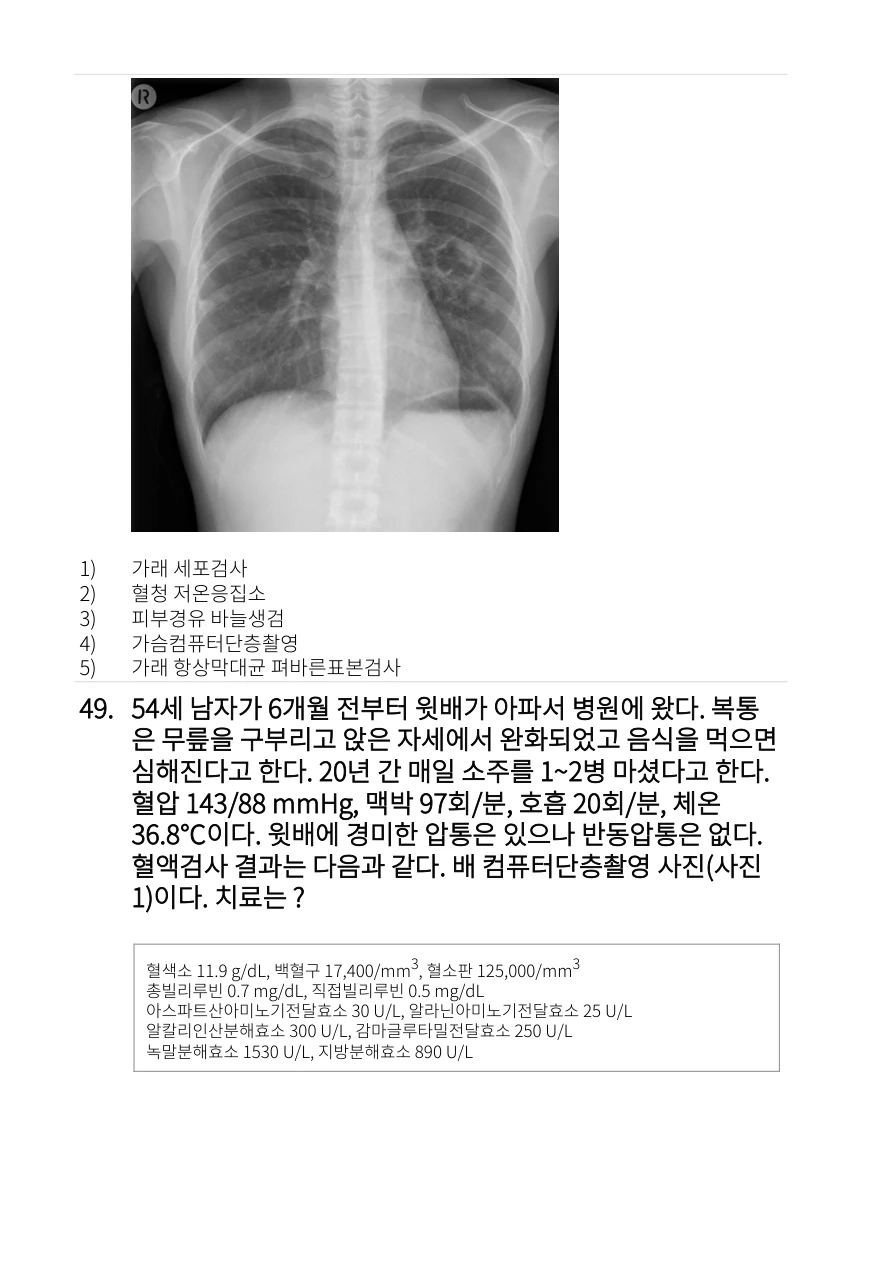 R
1) 가래 세포검사
2) 혈청 저온응집소
3) 피부경유 바늘생검
4) 가슴컴퓨터단층촬영
5) 가래 항상막대균 펴바른표본검사
49. 54세 남자가 6개월 전부터 윗배가 아파서 병원에 왔다. 복통
은 무릎을 구부리고 앉은 자세에서 완화되었고 음식을 먹으면
심해진다고 한다. 20년 간 매일 소주를 1~2병 마셨다고 한다.
혈압 143/88 mmHg, 맥박 97회/분, 호흡 20회/분, 체온
36.8°C이다. 윗배에 경미한 압통은 있으나 반동압통은 없다.
혈액검사 결과는 다음과 같다. 배 컴퓨터단층촬영 사진(사진
1)이다. 치료는 ?
혈색소 11.9 g/dL, 백혈구 17,400/mm³, 혈소판 125,000/mm³
총빌리루빈 0.7 mg/dL, 직접빌리루빈 0.5 mg/dL
아스파트산아미노기전달효소 30 U/L, 알라닌아미노기전달효소 25 U/L
알칼리인산분해효소 300 U/L, 감마글루타밀전달효소 250 U/L
녹말분해효소 1530 U/L, 지방분해효소 890 U/L